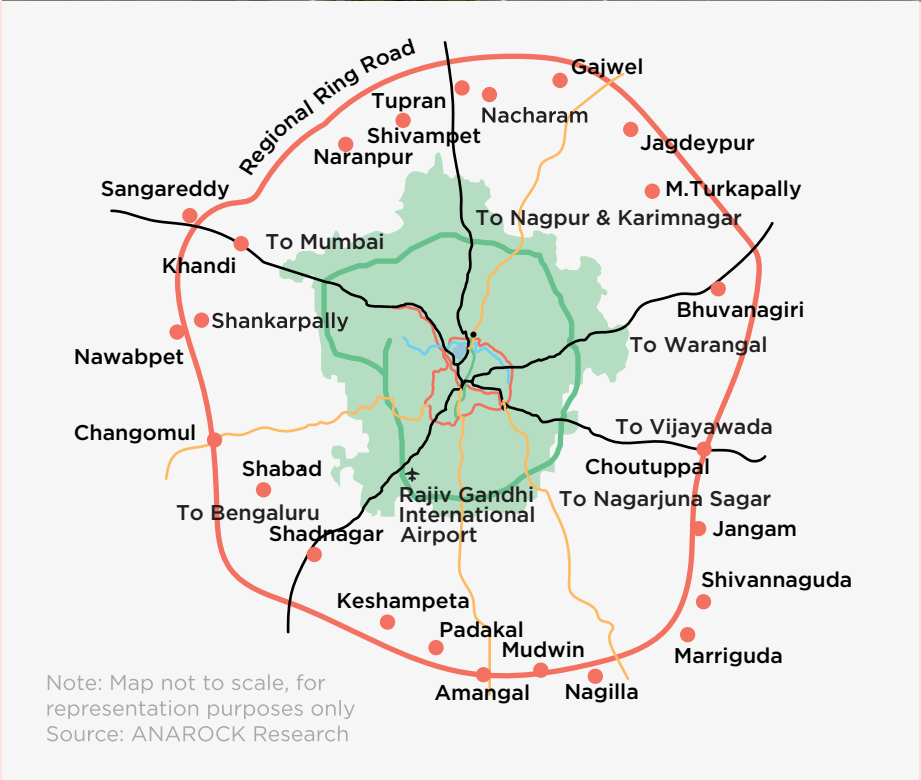 Regional Ring Road
Gajwel
Tupran
Nacharam
Shivampet
Jagdeypur
Naranpur
Sangareddy
M.Turkapally
To Nagpur & Karimnagar
To Mumbai
Khandi
Bhuvanagiri
Shankarpally
To Warangal
Nawabpet
To Vijayawada
Changomul
Choutuppal
Shabad
Rajiv Gandhi
International
Airport
To Nagarjuna Sagar
To Bengaluru
Shadnagar
Jangam
Shivannaguda
Keshampeta
Padakal
Mudwin
Marriguda
Amangal
Nagilla
Note: Map not to scale, for
representation purposes only
Source: ANAROCK Research